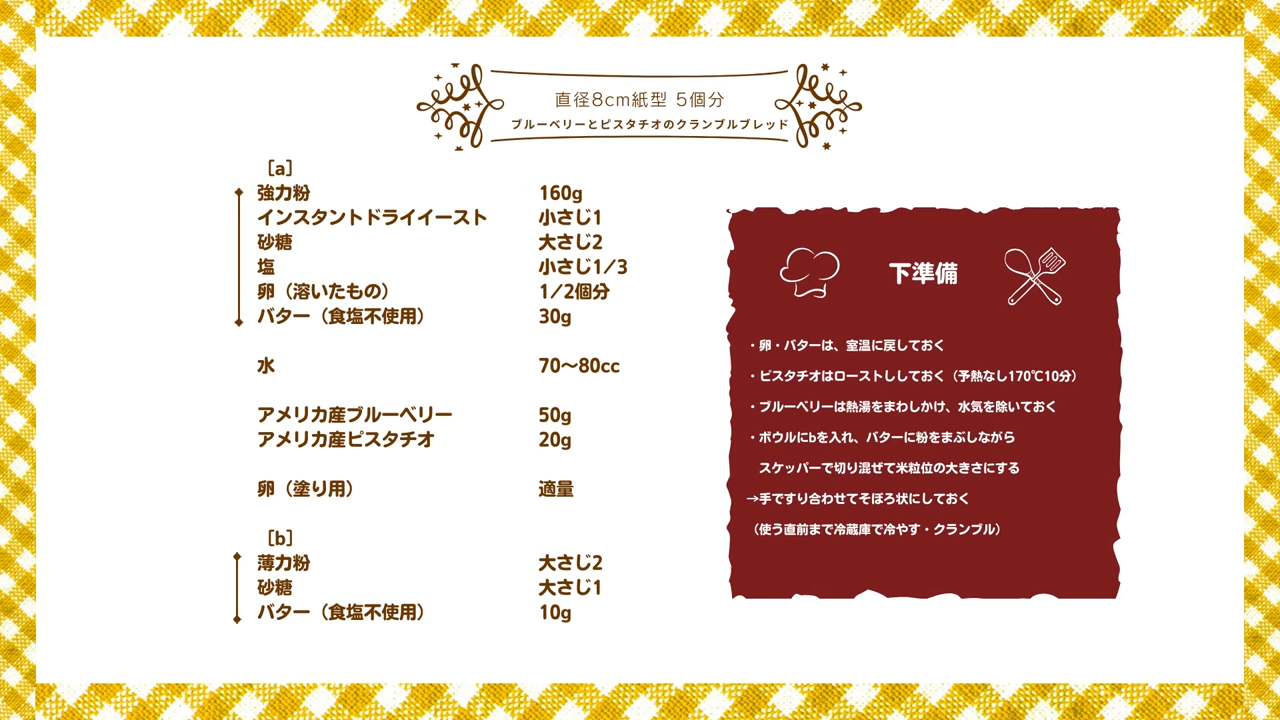 直径8cm紙型 5個分
ブルーベリーとピスタチオのクランブルブレッド
［a］
強力粉 160g
インスタントドライイースト 小さじ1
砂糖 大さじ2
塩 小さじ1/3
卵（溶いたもの） 1/2個分
バター（食塩不使用） 30g
水 70〜80cc
アメリカ産ブルーベリー 50g
アメリカ産ピスタチオ 20g
卵（塗り用） 適量
［b］
薄力粉 大さじ2
砂糖 大さじ1
バター（食塩不使用） 10g
下準備
・卵・バターは、室温に戻しておく
・ピスタチオはローストししておく（予熱なし170℃10分）
・ブルーベリーは熱湯をまわしかけ、水気を除いておく
・ボウルにbを入れ、バターに粉をまぶしながら
スケッパーで切り混ぜて米粒位の大きさにする
→手ですり合わせてそぼろ状にしておく
（使う直前まで冷蔵庫で冷やす・クランブル）